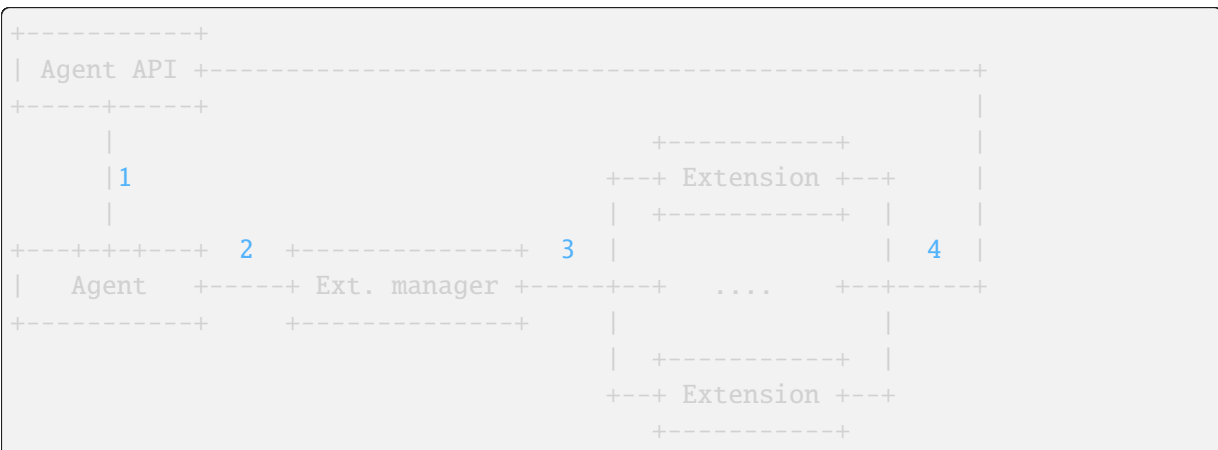 +------------+
| Agent API +--------------------------------------------------+
+-----+------+                                                  |
      |                                   +-----------+        |
      |1                               +--+ Extension +--+     |
      |                                |  +-----------+  |     |
+---+-+-+----+  2  +---------------+  3  |                 |  4  |
|   Agent   +-----+ Ext. manager +-----+--+   ....    +--+-----+
+------------+     +---------------+     |                 |
                                       |  +-----------+  |
                                       +--+ Extension +--+
                                          +-----------+